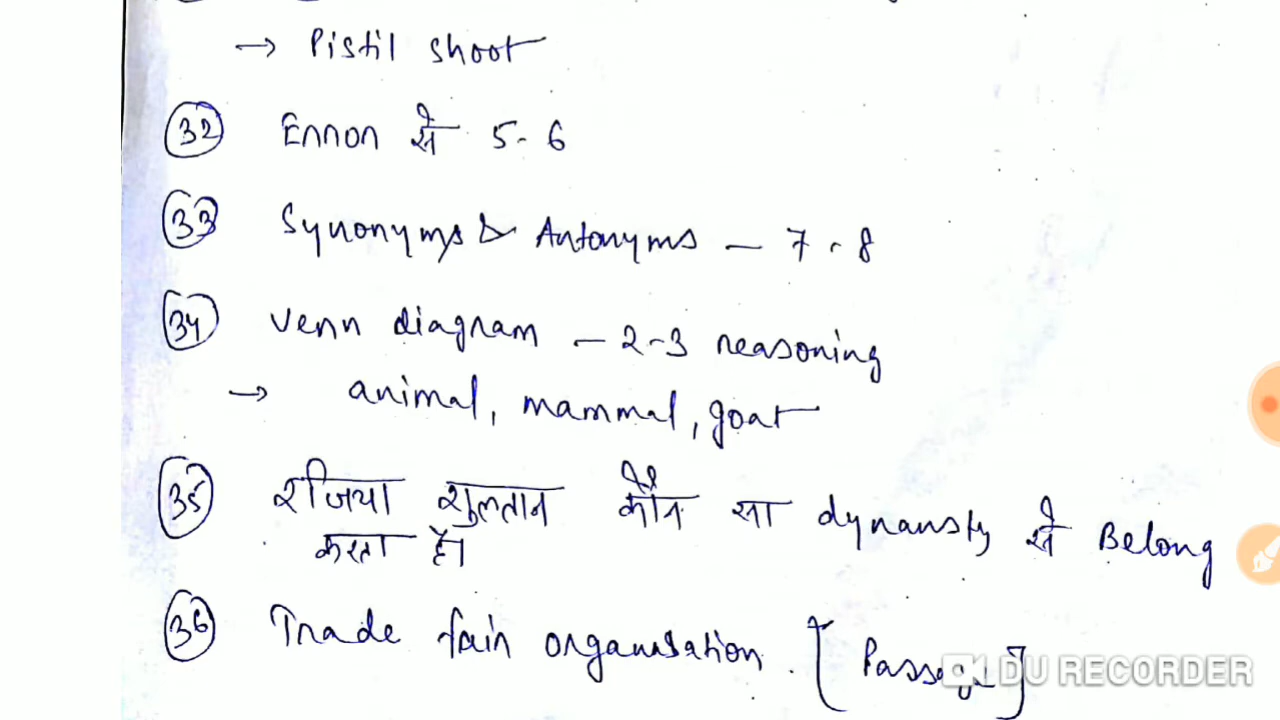 → Pistil shoot
32 Error से 5-6
33 Synonyms & Antonyms - 7-8
34 Venn diagram - 2-3 reasoning
→ animal, mammal, goat
35 रजिया शुल्तान कौन सा dynansty से Belong
करता है।
36 Trade fair organisation. [Passage]
DU RECORDER